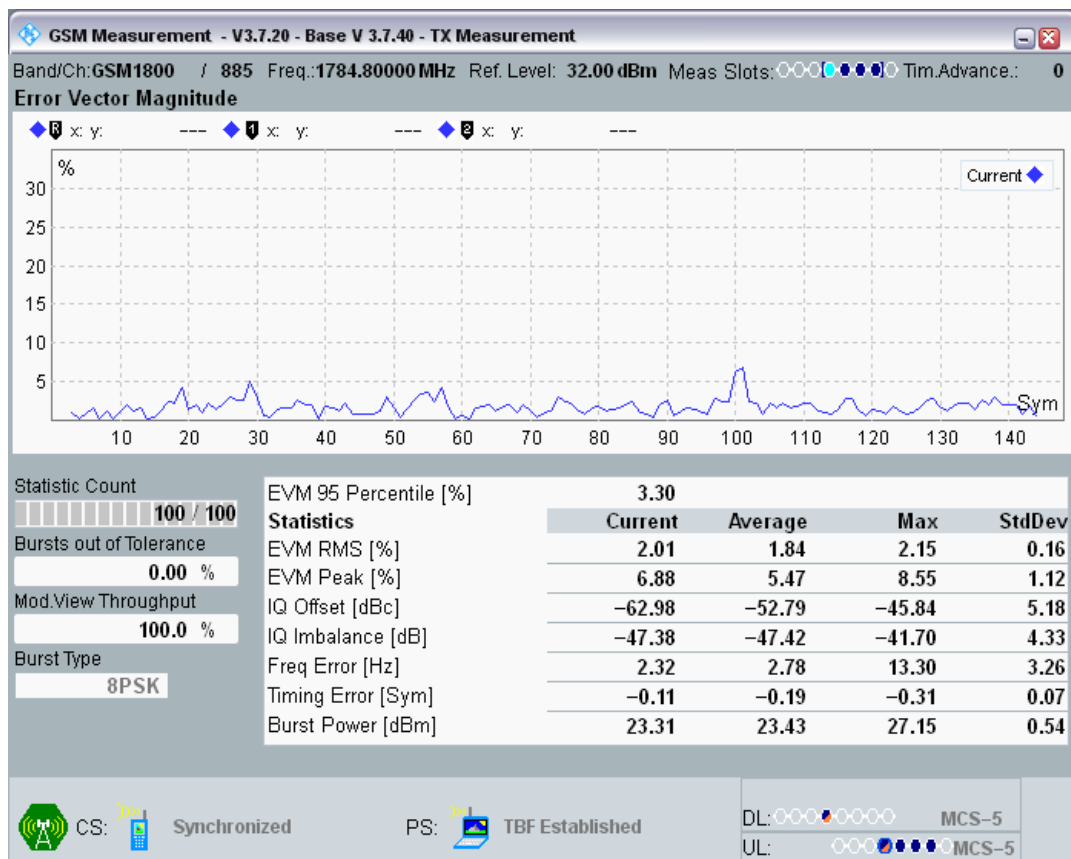 GSM Measurement - V3.7.20 - Base V 3.7.40 - TX Measurement
Band/Ch:GSM1800 / 885 Freq.:1784.80000 MHz Ref. Level: 32.00 dBm Meas Slots: Tim.Advance.: 0
Error Vector Magnitude
R x: y: --- 1 x: y: --- 2 x: y: ---
%
Current
30
25
20
15
10
5
Sym
10 20 30 40 50 60 70 80 90 100 110 120 130 140
Statistic Count
100 / 100
Bursts out of Tolerance
0.00 %
Mod.View Throughput
100.0 %
Burst Type
8PSK
EVM 95 Percentile [%] 3.30
Statistics Current Average Max StdDev
EVM RMS [%] 2.01 1.84 2.15 0.16
EVM Peak [%] 6.88 5.47 8.55 1.12
IQ Offset [dBc] −62.98 −52.79 −45.84 5.18
IQ Imbalance [dB] −47.38 −47.42 −41.70 4.33
Freq Error [Hz] 2.32 2.78 13.30 3.26
Timing Error [Sym] −0.11 −0.19 −0.31 0.07
Burst Power [dBm] 23.31 23.43 27.15 0.54
CS: Synchronized PS: TBF Established
DL: MCS−5
UL: MCS−5